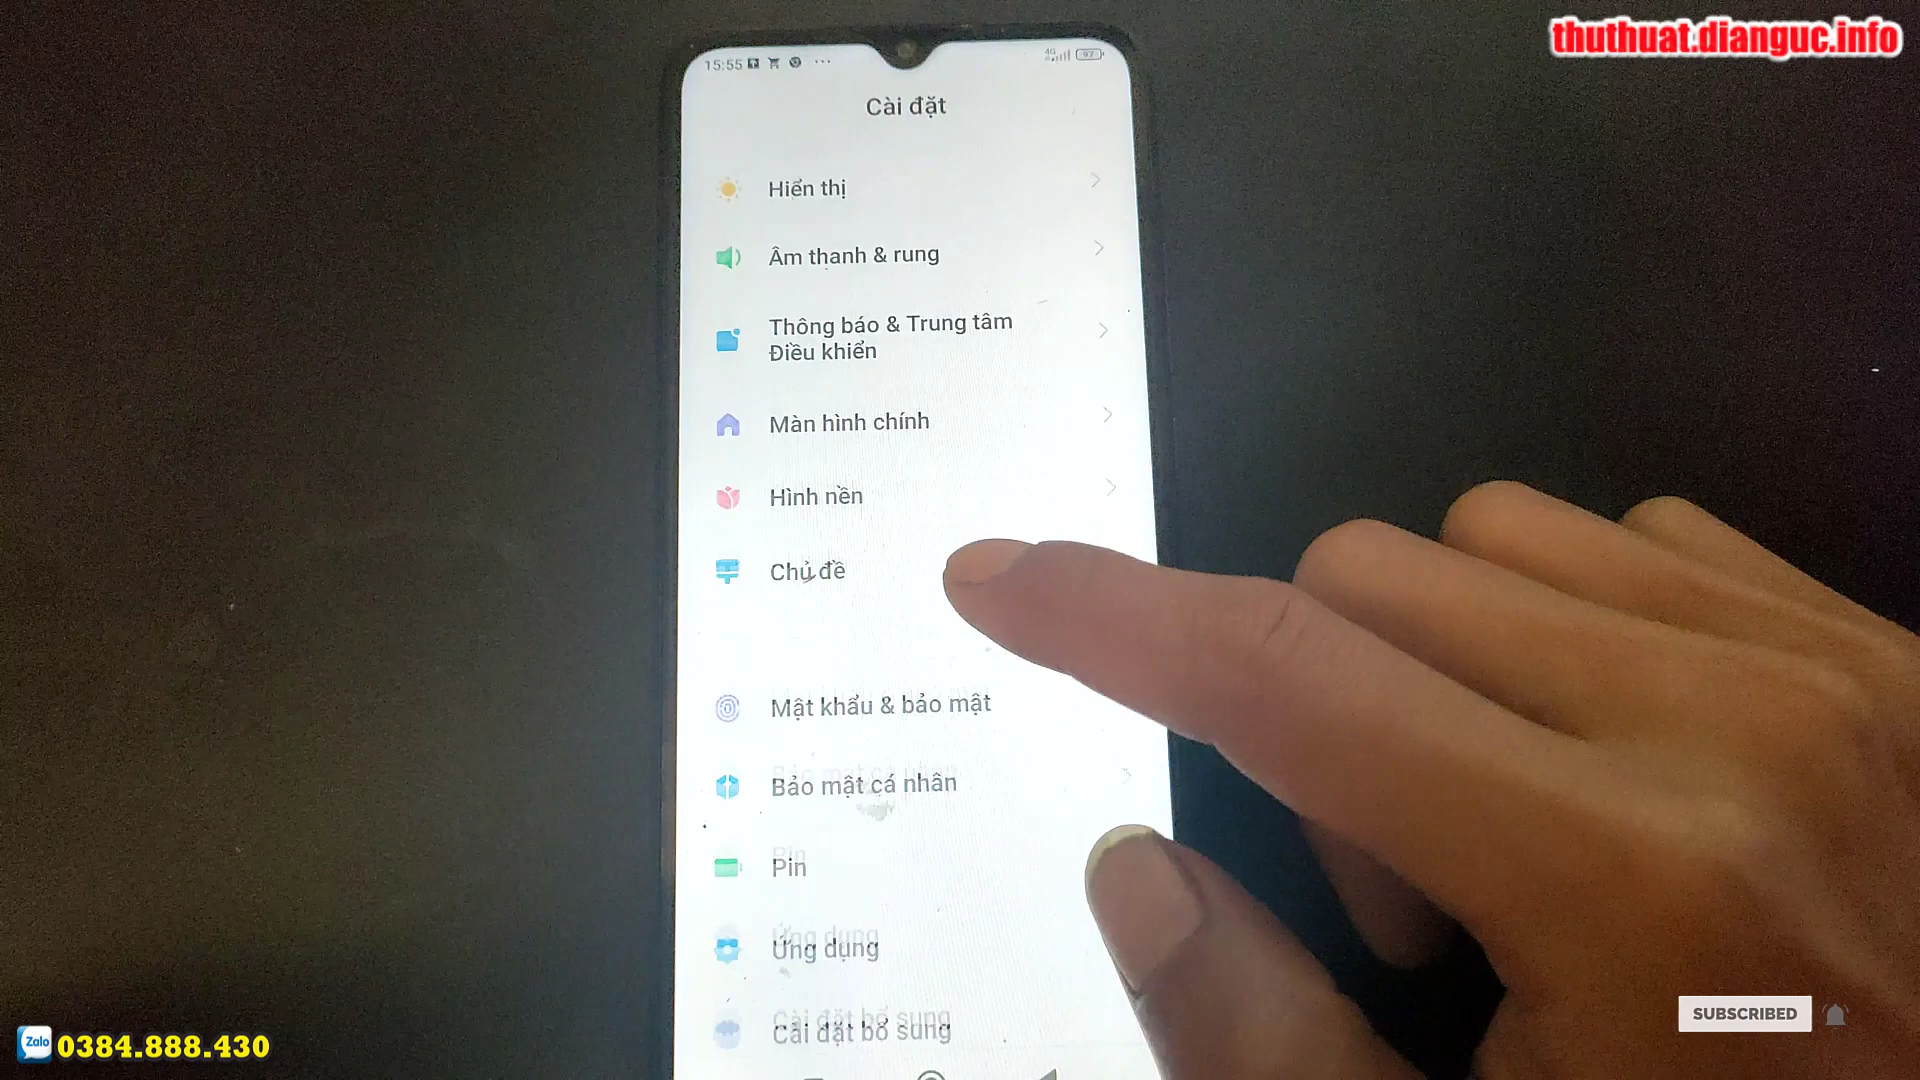 thuthuat.dianguc.info
15:55
4G
97
Cài đặt
Hiển thị
Âm thanh & rung
Thông báo & Trung tâm
Điều khiển
Màn hình chính
Hình nền
Chủ đề
Mật khẩu & bảo mật
Bảo mật cá nhân
Pin
Ứng dụng
Cài đặt bổ sung
Zalo
0384.888.430
SUBSCRIBED